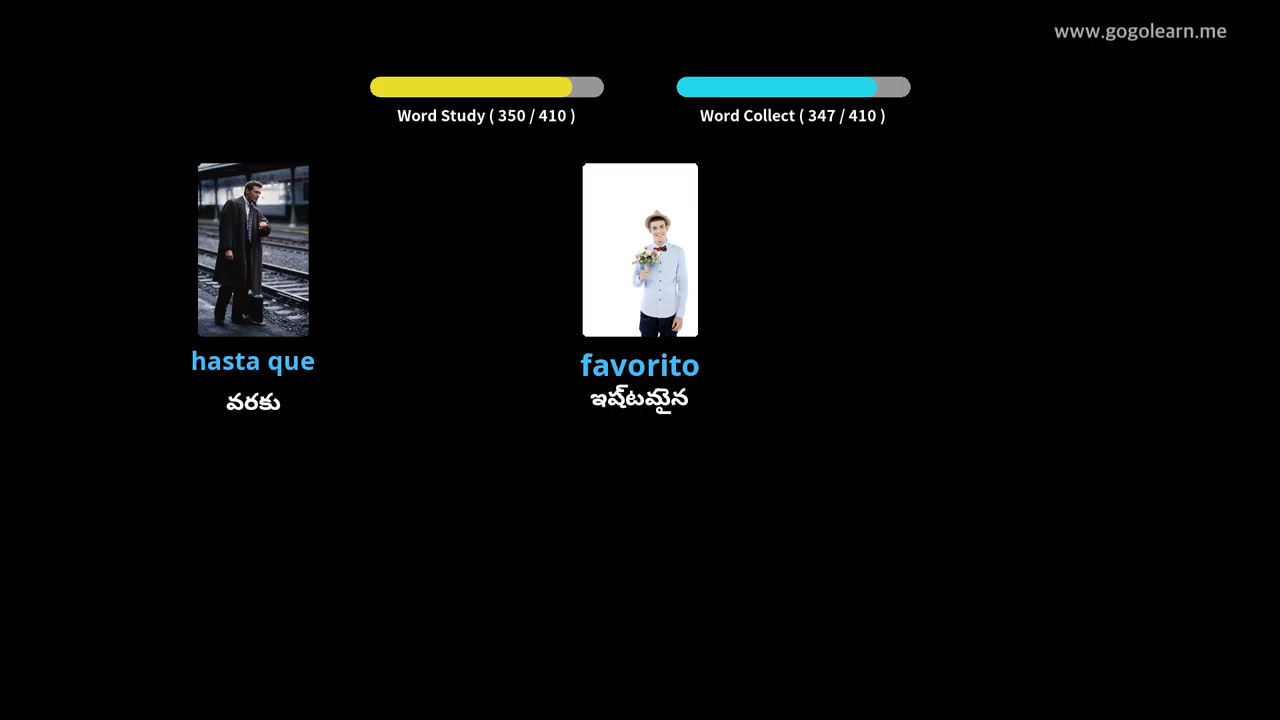 www.gogolearn.me
Word Study ( 350 / 410 )
Word Collect ( 347 / 410 )
hasta que
వరకు
favorito
ఇష్టమైన